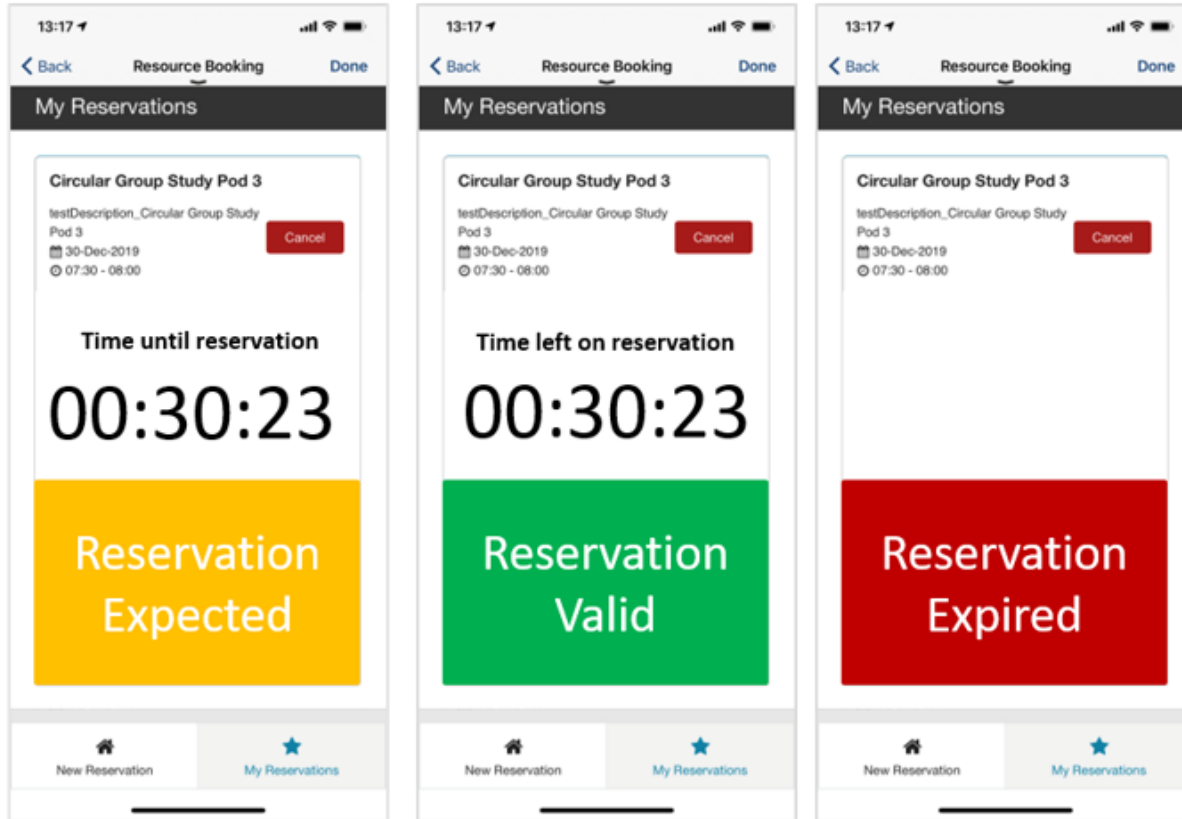 13:17
Back Resource Booking Done
My Reservations
Circular Group Study Pod 3
testDescription_Circular Group Study
Pod 3
Cancel
30-Dec-2019
07:30 - 08:00
Time until reservation
00:30:23
Reservation
Expected
New Reservation
My Reservations
13:17
Back Resource Booking Done
My Reservations
Circular Group Study Pod 3
testDescription_Circular Group Study
Pod 3
Cancel
30-Dec-2019
07:30 - 08:00
Time left on reservation
00:30:23
Reservation
Valid
New Reservation
My Reservations
13:17
Back Resource Booking Done
My Reservations
Circular Group Study Pod 3
testDescription_Circular Group Study
Pod 3
Cancel
30-Dec-2019
07:30 - 08:00
Reservation
Expired
New Reservation
My Reservations